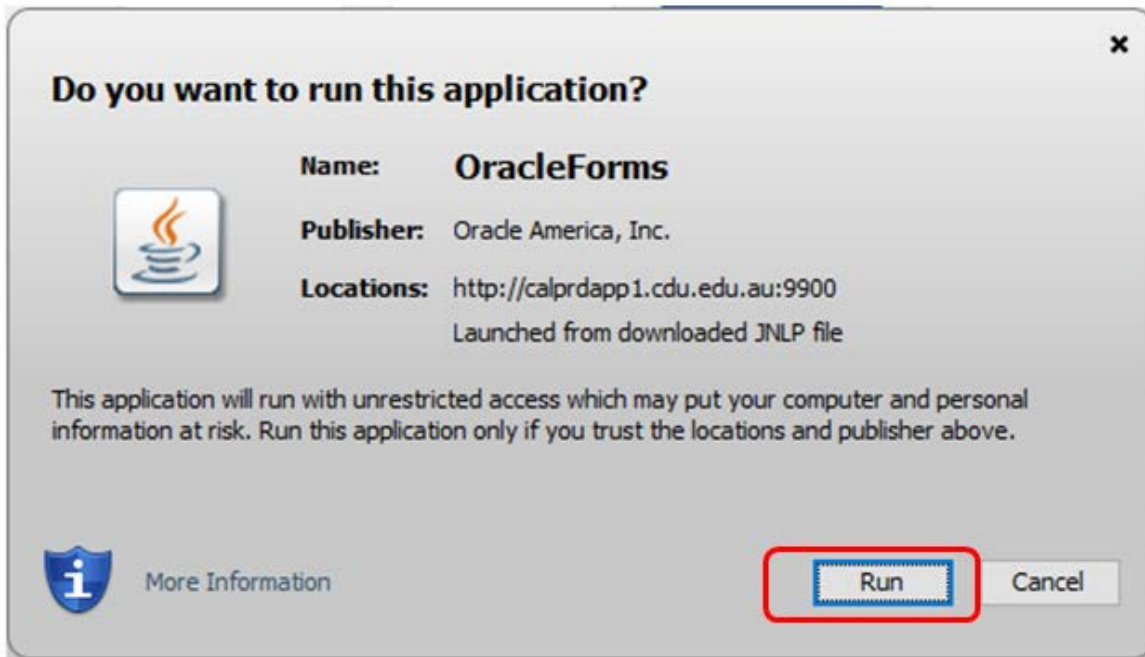 Do you want to run this application?
Name: OracleForms
Publisher: Oracle America, Inc.
Locations: http://calprdapp1.cdu.edu.au:9900
Launched from downloaded JNLP file
This application will run with unrestricted access which may put your computer and personal
information at risk. Run this application only if you trust the locations and publisher above.
More Information
Run
Cancel